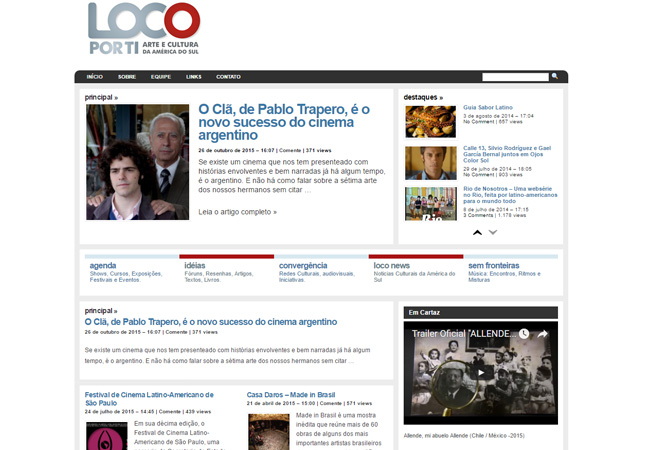 LOCO
POR TI ARTE E CULTURA
DA AMÉRICA DO SUL
INÍCIO SOBRE EQUIPE LINKS CONTATO
principal »
O Clã, de Pablo Trapero, é o
novo sucesso do cinema
argentino
26 de outubro de 2015 – 16:07 | Comente | 371 views
Se existe um cinema que nos tem presenteado com
histórias envolventes e bem narradas já há algum tempo,
é o argentino. E não há como falar sobre a sétima arte
dos nossos hermanos sem citar ...
Leia o artigo completo »
destaques »
Guia Sabor Latino
3 de agosto de 2014 – 17:04
No Comment | 557 views
Calle 13, Silvio Rodríguez e Gael
García Bernal juntos em Ojos
Color Sol
29 de julho de 2014 – 18:05
No Comment | 903 views
Rio de Nosotros – Uma websérie
no Rio, feita por latino-americanos
para o mundo todo
8 de julho de 2014 – 17:15
3 Comments | 1.178 views
Rio
agenda
Shows, Cursos, Exposições,
Festivais e Eventos.
idéias
Fóruns, Resenhas, Artigos,
Textos, Livros.
convergência
Redes Culturais, audiovisuais,
Iniciativas.
loco news
Notícias Culturais da América do
Sul
sem fronteiras
Música: Encontros, Ritmos e
Misturas
principal »
O Clã, de Pablo Trapero, é o novo sucesso do cinema argentino
26 de outubro de 2015 – 16:07 | Comente | 371 views
Se existe um cinema que nos tem presenteado com histórias envolventes e bem narradas já há algum
tempo, é o argentino. E não há como falar sobre a sétima arte dos nossos hermanos sem citar ...
Em Cartaz
Trailer Oficial "ALLENDE...
Allende, mi abuelo Allende (Chile / México -2015)
Festival de Cinema Latino-Americano de
São Paulo
24 de julho de 2015 – 14:45 | Comente | 439 views
Em sua décima edição, o
Festival de Cinema Latino-
Americano de São Paulo, uma
Casa Daros – Made in Brasil
21 de abril de 2015 – 15:00 | Comente | 571 views
Made in Brasil é uma mostra
inédita que reúne mais de 60
obras de alguns dos mais
importantes artistas brasileiros